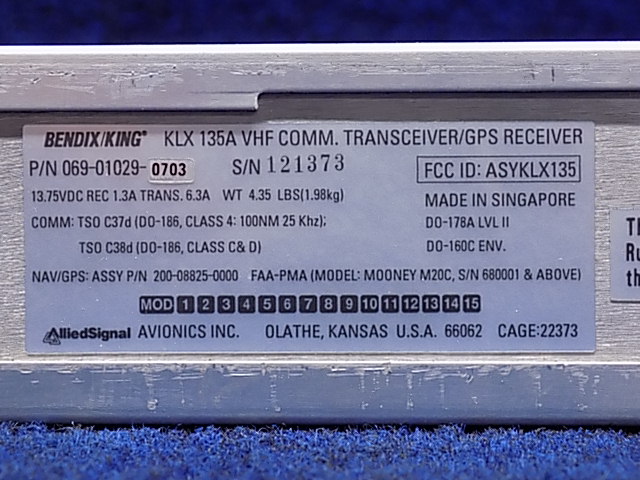 BENDIX/KING® KLX 135A VHF COMM. TRANSCEIVER/GPS RECEIVER
P/N 069-01029-0703 S/N 121373 FCC ID: ASYKLX135
13.75VDC REC 1.3A TRANS. 6.3A WT 4.35 LBS(1.98kg) MADE IN SINGAPORE
COMM: TSO C37d (DO-186, CLASS 4: 100NM 25 Khz); DO-178A LVL II
TSO C38d (DO-186, CLASS C& D) DO-160C ENV.
NAV/GPS: ASSY P/N 200-08825-0000 FAA-PMA (MODEL: MOONEY M20C, S/N 680001 & ABOVE)
MOD 1 2 3 4 5 6 7 8 9 10 11 12 13 14 15
AlliedSignal AVIONICS INC. OLATHE, KANSAS U.S.A. 66062 CAGE:22373